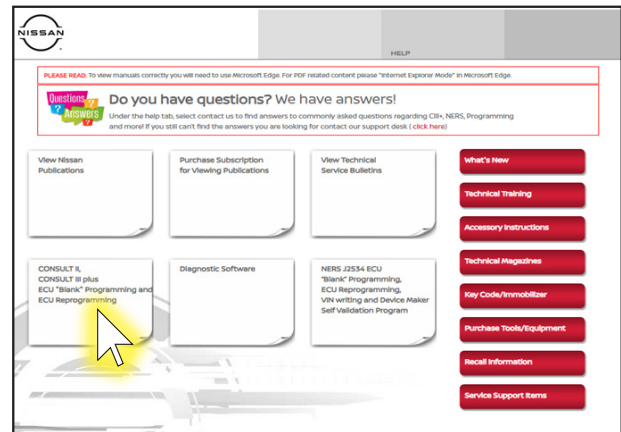 NISSAN
HELP
PLEASE READ: To view manuals correctly you will need to use Microsoft Edge. For PDF related content please "Internet Explorer Mode" in Microsoft Edge.
Questions
?
?
Answers
Do you have questions? We have answers!
Under the help tab, select contact us to find answers to commonly asked questions regarding CIII+, NERS, Programming
and more! If you still can't find the answers you are looking for contact our support desk ( click here)
View Nissan
Publications
Purchase Subscription
for Viewing Publications
View Technical
Service Bulletins
CONSULT II,
CONSULT III plus
ECU "Blank" Programming and
ECU Reprogramming
Diagnostic Software
NERS J2534 ECU
"Blank" Programming,
ECU Reprogramming,
VIN writing and Device Maker
Self Validation Program
What's New
Technical Training
Accessory Instructions
Technical Magazines
Key Code/Immobilizer
Purchase Tools/Equipment
Recall Information
Service Support Items